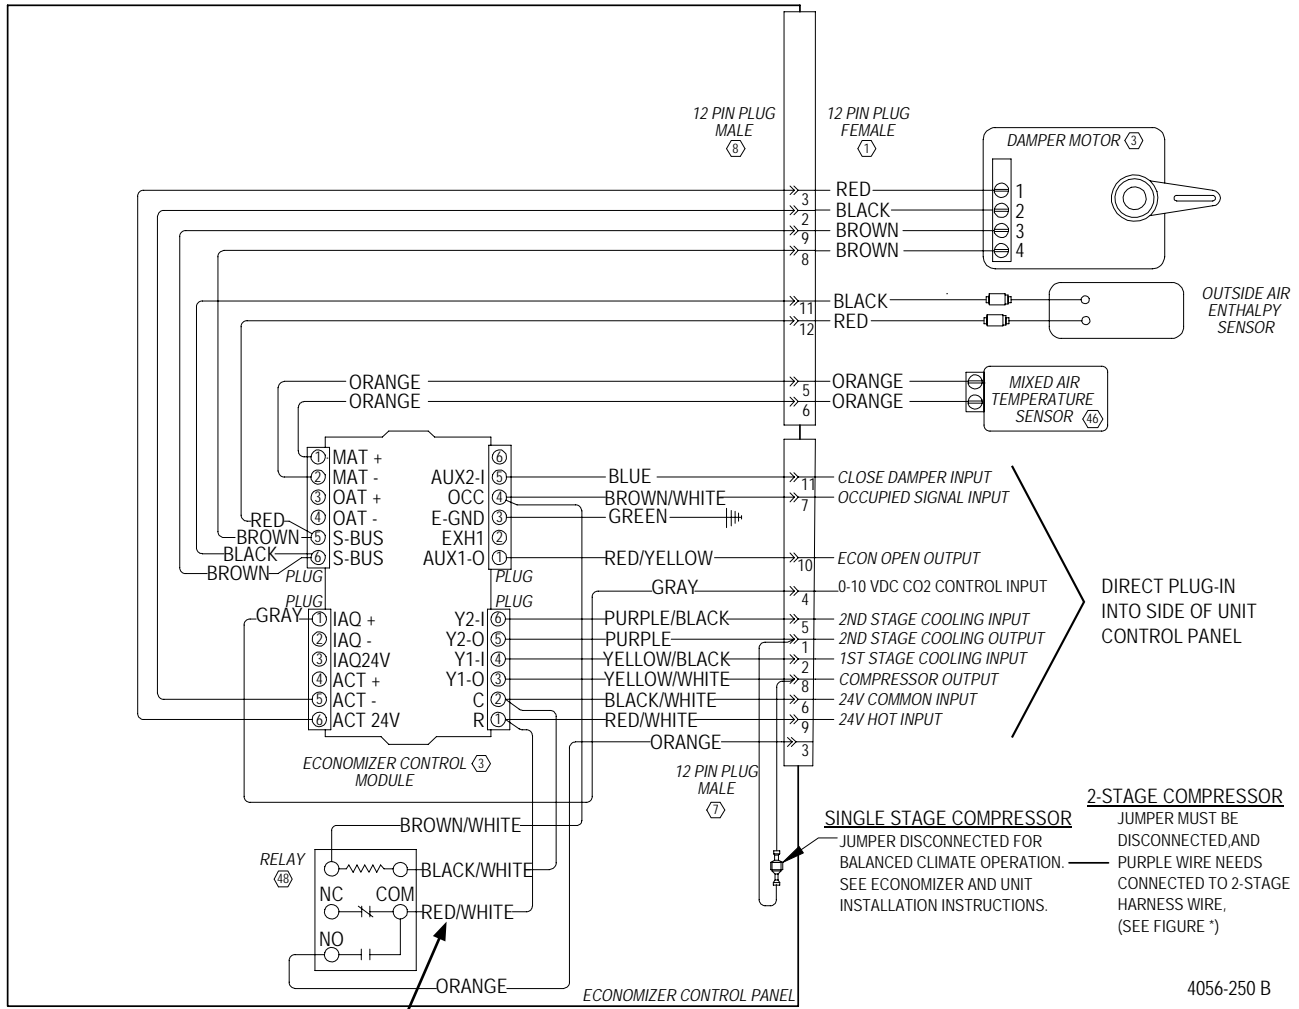 12 PIN PLUG
MALE
8
12 PIN PLUG
FEMALE
1
DAMPER MOTOR 3
3 RED 1
2 BLACK 2
9 BROWN 3
8 BROWN 4
11 BLACK
12 RED
OUTSIDE AIR
ENTHALPY
SENSOR
ORANGE 5 ORANGE
ORANGE 6 ORANGE
MIXED AIR
TEMPERATURE
SENSOR 46
1 MAT +
2 MAT -
3 OAT +
4 OAT -
RED
BROWN 5 S-BUS
BLACK 6 S-BUS
BROWN
PLUG
6
AUX2-I 5 BLUE 11 CLOSE DAMPER INPUT
OCC 4 BROWN/WHITE 7 OCCUPIED SIGNAL INPUT
E-GND 3 GREEN
EXH1 2
AUX1-O 1 RED/YELLOW 10 ECON OPEN OUTPUT
PLUG
GRAY 4 0-10 VDC CO2 CONTROL INPUT
PLUG
GRAY 1 IAQ +
2 IAQ -
3 IAQ24V
4 ACT +
5 ACT -
6 ACT 24V
PLUG
Y2-I 6 PURPLE/BLACK 5 2ND STAGE COOLING INPUT
Y2-O 5 PURPLE 1 2ND STAGE COOLING OUTPUT
Y1-I 4 YELLOW/BLACK 2 1ST STAGE COOLING INPUT
Y1-O 3 YELLOW/WHITE 8 COMPRESSOR OUTPUT
C 2 BLACK/WHITE 6 24V COMMON INPUT
R 1 RED/WHITE 9 24V HOT INPUT
ORANGE 3
DIRECT PLUG-IN
INTO SIDE OF UNIT
CONTROL PANEL
ECONOMIZER CONTROL 3
MODULE
12 PIN PLUG
MALE
7
BROWN/WHITE
RELAY
48
BLACK/WHITE
NC COM
RED/WHITE
NO
ORANGE
ECONOMIZER CONTROL PANEL
SINGLE STAGE COMPRESSOR
JUMPER DISCONNECTED FOR
BALANCED CLIMATE OPERATION.
SEE ECONOMIZER AND UNIT
INSTALLATION INSTRUCTIONS.
2-STAGE COMPRESSOR
JUMPER MUST BE
DISCONNECTED,AND
PURPLE WIRE NEEDS
CONNECTED TO 2-STAGE
HARNESS WIRE,
(SEE FIGURE *)
4056-250 B